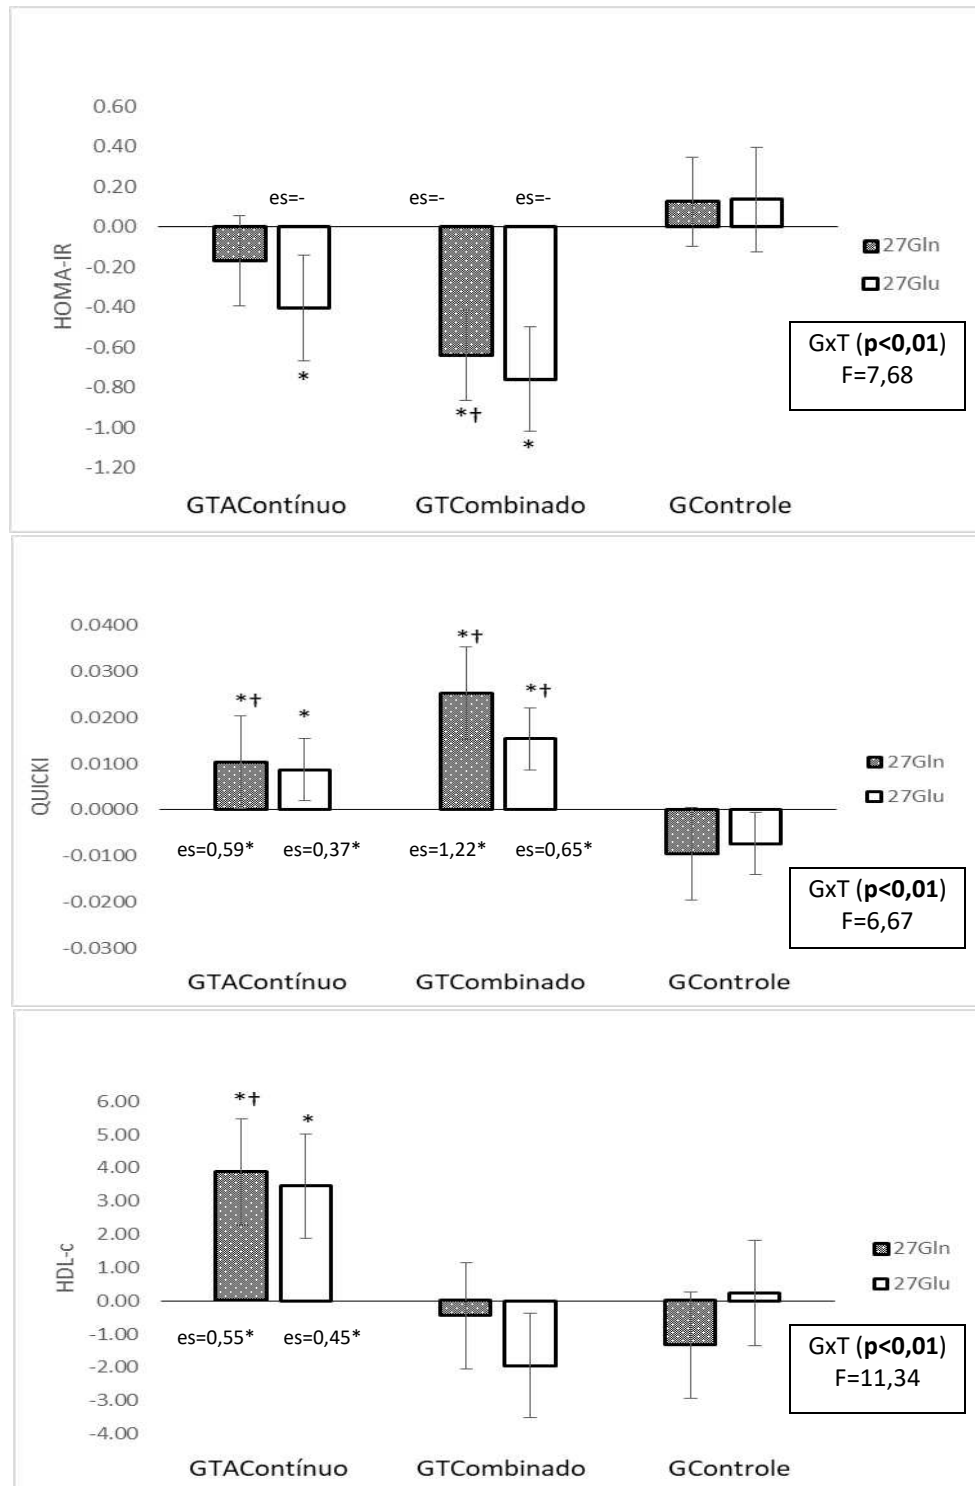 0.60
0.40
0.20
0.00
-0.20
-0.40
-0.60
-0.80
-1.00
-1.20
HOMA-IR
es=-
es=-
es=-
*
*†
*
27Gln
27Glu
GxT (p<0,01)
F=7,68
GTAContínuo
GTCombinado
GControle
0.0400
0.0300
0.0200
0.0100
0.0000
-0.0100
-0.0200
-0.0300
QUICKI
*†
*
*†
*†
es=0,59*
es=0,37*
es=1,22*
es=0,65*
27Gln
27Glu
GxT (p<0,01)
F=6,67
GTAContínuo
GTCombinado
GControle
6.00
5.00
4.00
3.00
2.00
1.00
0.00
-1.00
-2.00
-3.00
-4.00
HDL-c
*†
*
es=0,55*
es=0,45*
27Gln
27Glu
GxT (p<0,01)
F=11,34
GTAContínuo
GTCombinado
GControle